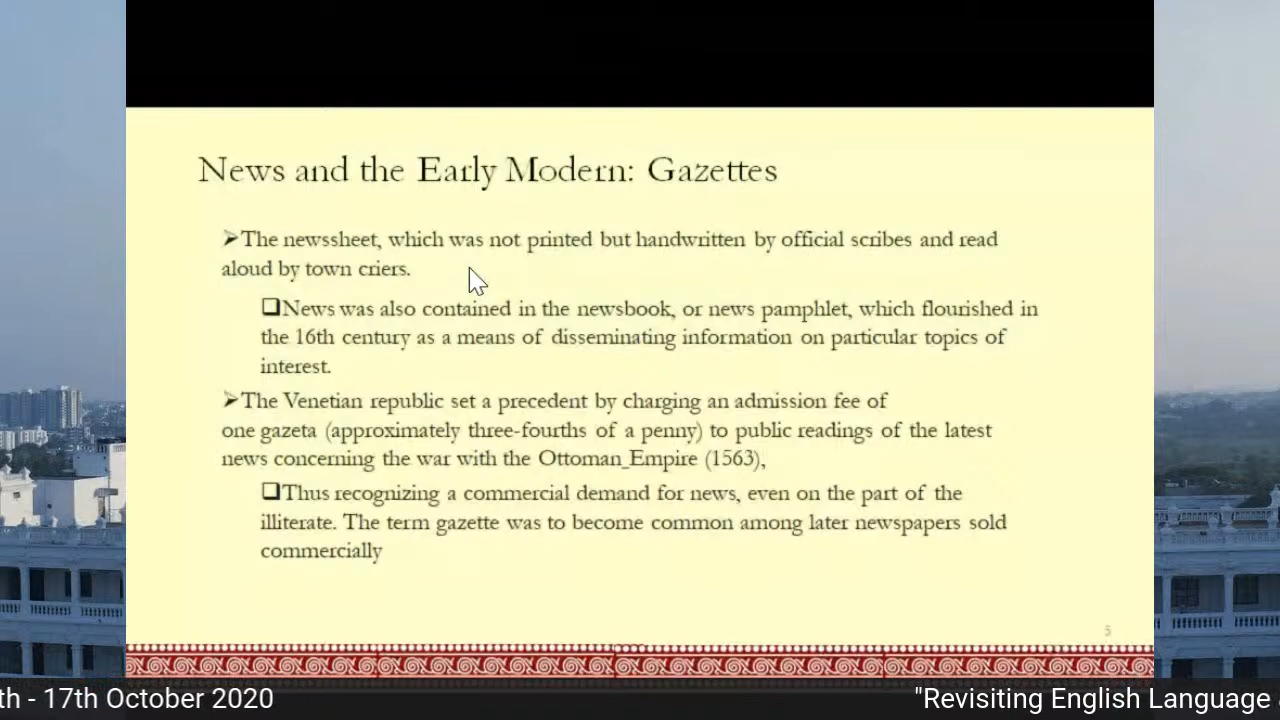 News and the Early Modern: Gazettes
➢The newssheet, which was not printed but handwritten by official scribes and read
aloud by town criers.
❑News was also contained in the newsbook, or news pamphlet, which flourished in
the 16th century as a means of disseminating information on particular topics of
interest.
➢The Venetian republic set a precedent by charging an admission fee of
one gazeta (approximately three-fourths of a penny) to public readings of the latest
news concerning the war with the Ottoman_Empire (1563),
❑Thus recognizing a commercial demand for news, even on the part of the
illiterate. The term gazette was to become common among later newspapers sold
commercially
5
th - 17th October 2020
"Revisiting English Language